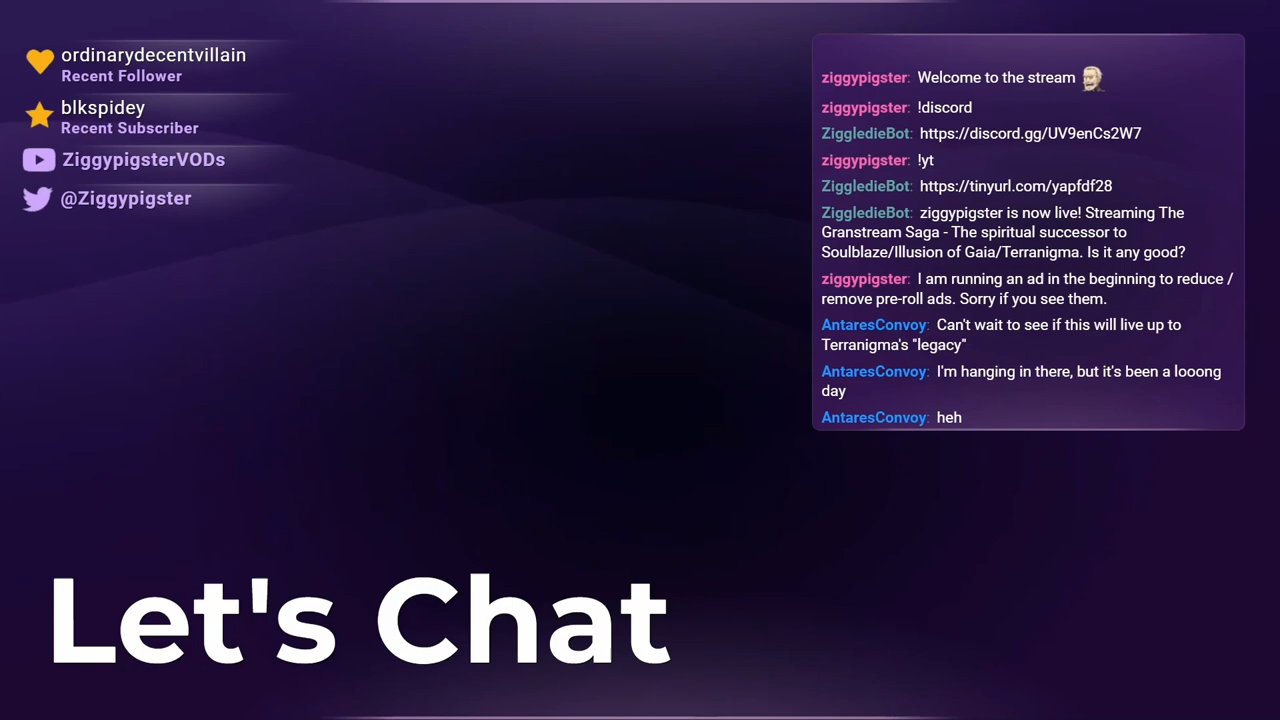 ordinarydecentvillain
Recent Follower
blkspidey
Recent Subscriber
ZiggypigsterVODs
@Ziggypigster
ziggypigster: Welcome to the stream
ziggypigster: !discord
ZiggledieBot: https://discord.gg/UV9enCs2W7
ziggypigster: !yt
ZiggledieBot: https://tinyurl.com/yapfdf28
ZiggledieBot: ziggypigster is now live! Streaming The
Granstream Saga - The spiritual successor to
Soulblaze/Illusion of Gaia/Terranigma. Is it any good?
ziggypigster: I am running an ad in the beginning to reduce /
remove pre-roll ads. Sorry if you see them.
AntaresConvoy: Can't wait to see if this will live up to
Terranigma's "legacy"
AntaresConvoy: I'm hanging in there, but it's been a looong
day
AntaresConvoy: heh
Let's Chat